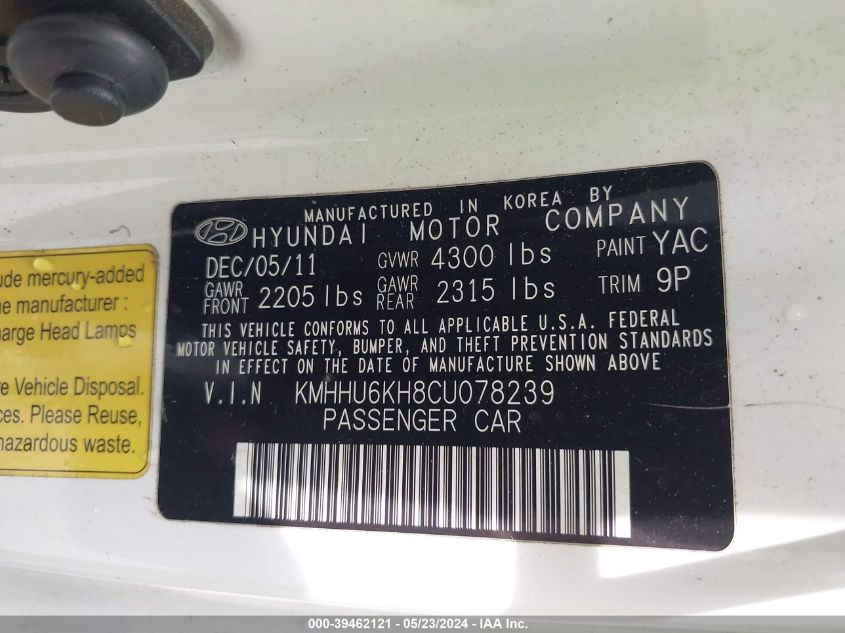 MANUFACTURED IN KOREA BY
HYUNDAI MOTOR COMPANY
DEC/05/11 GVWR 4300 lbs PAINT YAC
GAWR FRONT 2205 lbs GAWR REAR 2315 lbs TRIM 9P
THIS VEHICLE CONFORMS TO ALL APPLICABLE U.S.A. FEDERAL
MOTOR VEHICLE SAFETY, BUMPER, AND THEFT PREVENTION STANDARDS
IN EFFECT ON THE DATE OF MANUFACTURE SHOWN ABOVE
V.I.N KMHHU6KH8CU078239
PASSENGER CAR
mercury-added
manufacturer :
Head Lamps
Vehicle Disposal.
Please Reuse,
hazardous waste.
000-39462121 - 05/23/2024 - IAA Inc.